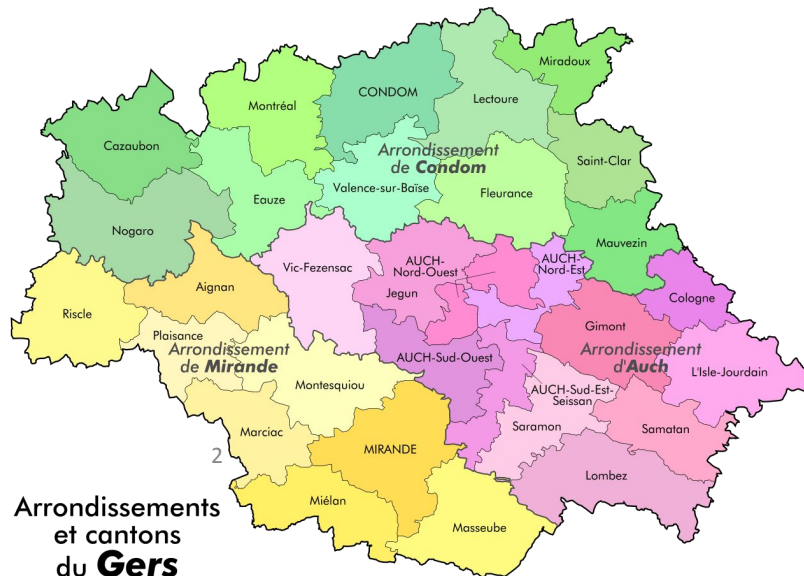 Miradoux
CONDOM
Montréal
Lectoure
Cazaubon
Arrondissement
de Condom
Saint-Clar
Valence-sur-Baïse
Fleurance
Eauze
Nogaro
Mauvezin
Vic-Fezensac
AUCH-
Nord-Ouest
AUCH-
Nord-Est
Aignan
Jegun
Cologne
Riscle
Gimont
Plaisance
Arrondissement
de Mirande
AUCH-Sud-Ouest
Arrondissement
d'Auch
L'Isle-Jourdain
Montesquiou
AUCH-Sud-Est-
Seissan
Marciac
Saramon
Samatan
MIRANDE
2
Lombez
Miélan
Masseube
Arrondissements
et cantons
du Gers